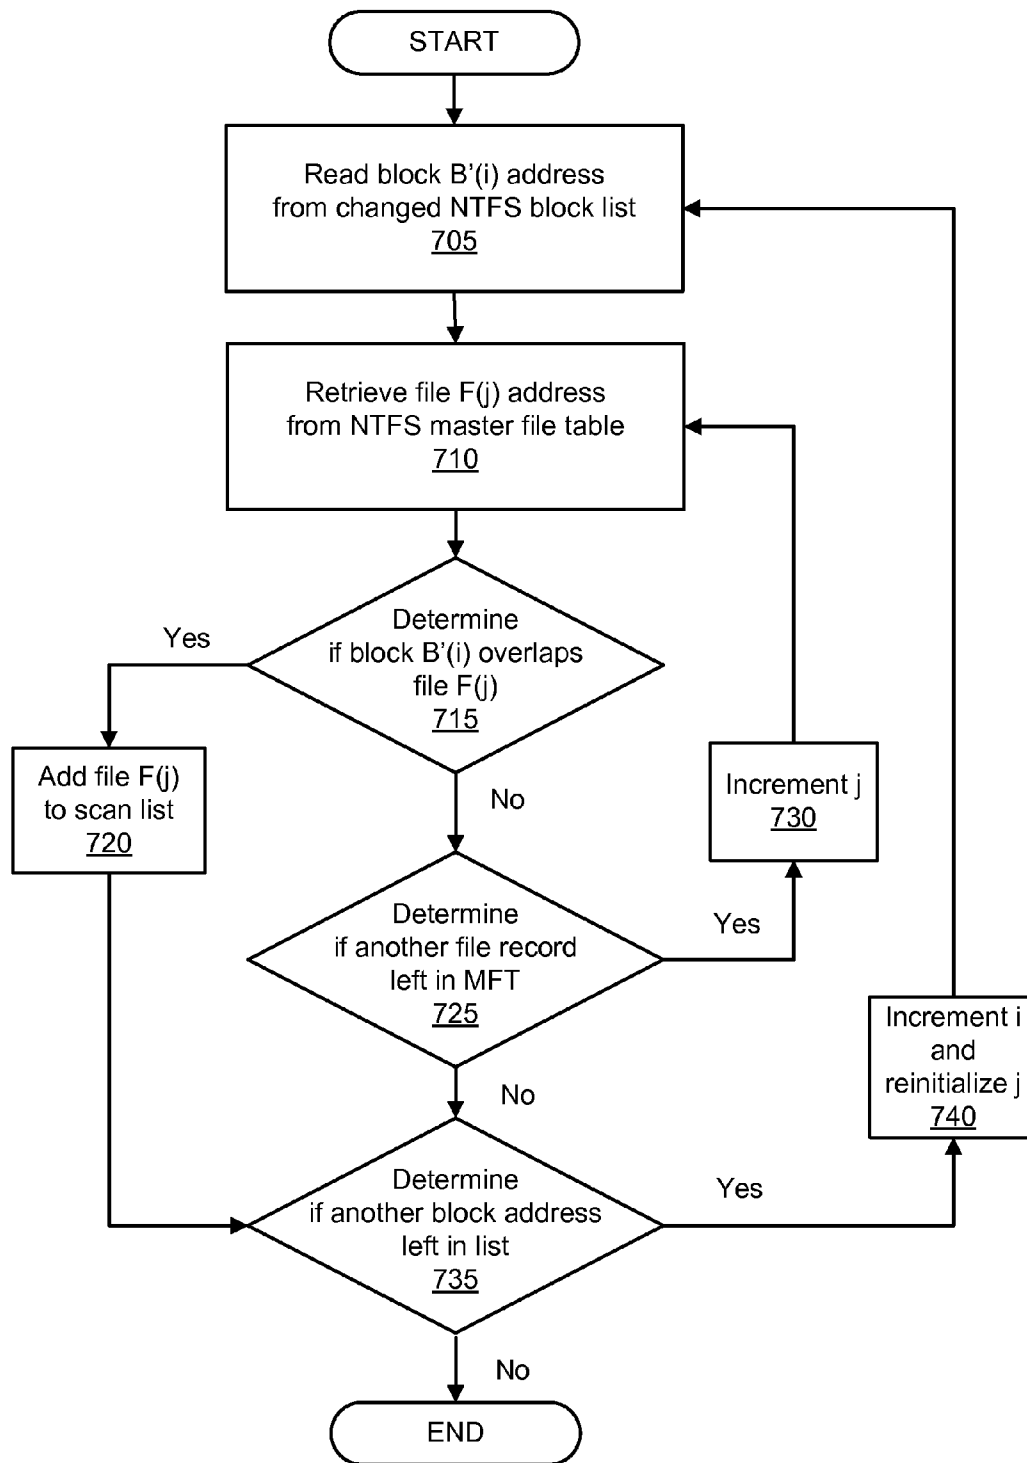 START
Read block B’(i) address
from changed NTFS block list
705
Retrieve file F(j) address
from NTFS master file table
710
Determine
if block B’(i) overlaps
file F(j)
715
Yes
Add file F(j)
to scan list
720
No
Increment j
730
Determine
if another file record
left in MFT
725
Yes
Increment i
and
reinitialize j
740
No
Determine
if another block address
left in list
735
Yes
No
END